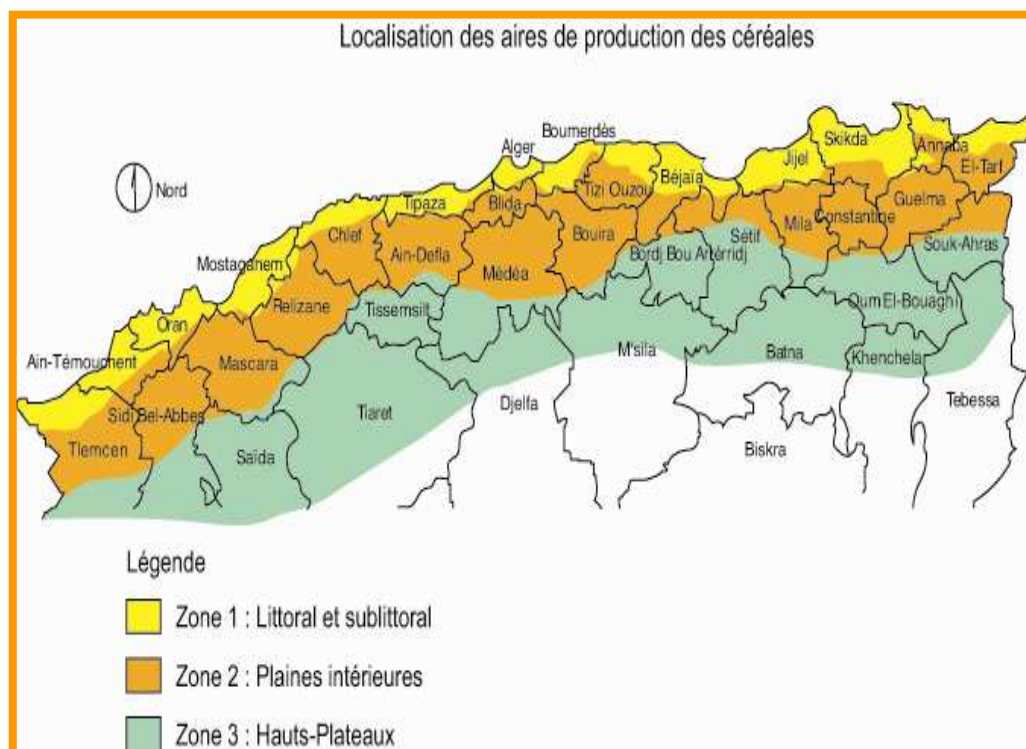 Localisation des aires de production des céréales
Nord
Skikda
Boumerdès
Annaba
Alger
Jijel
El-Tarf
Béjaïa
Tizi Ouzou
Guelma
Tipaza
Blida
Constantine
Mila
Chlef
Bouira
Sétif
Souk-Ahras
Ain-Defla
Bordj Bou Arérridj
Mostaganem
Médéa
Relizane
Tissemsilt
Oum El-Bouaghi
Oran
M'sila
Batna
Khenchela
Ain-Témouchent
Mascara
Tebessa
Djelfa
Sidi Bel-Abbes
Tiaret
Tlemcen
Saïda
Biskra
Légende
Zone 1 : Littoral et sublittoral
Zone 2 : Plaines intérieures
Zone 3 : Hauts-Plateaux